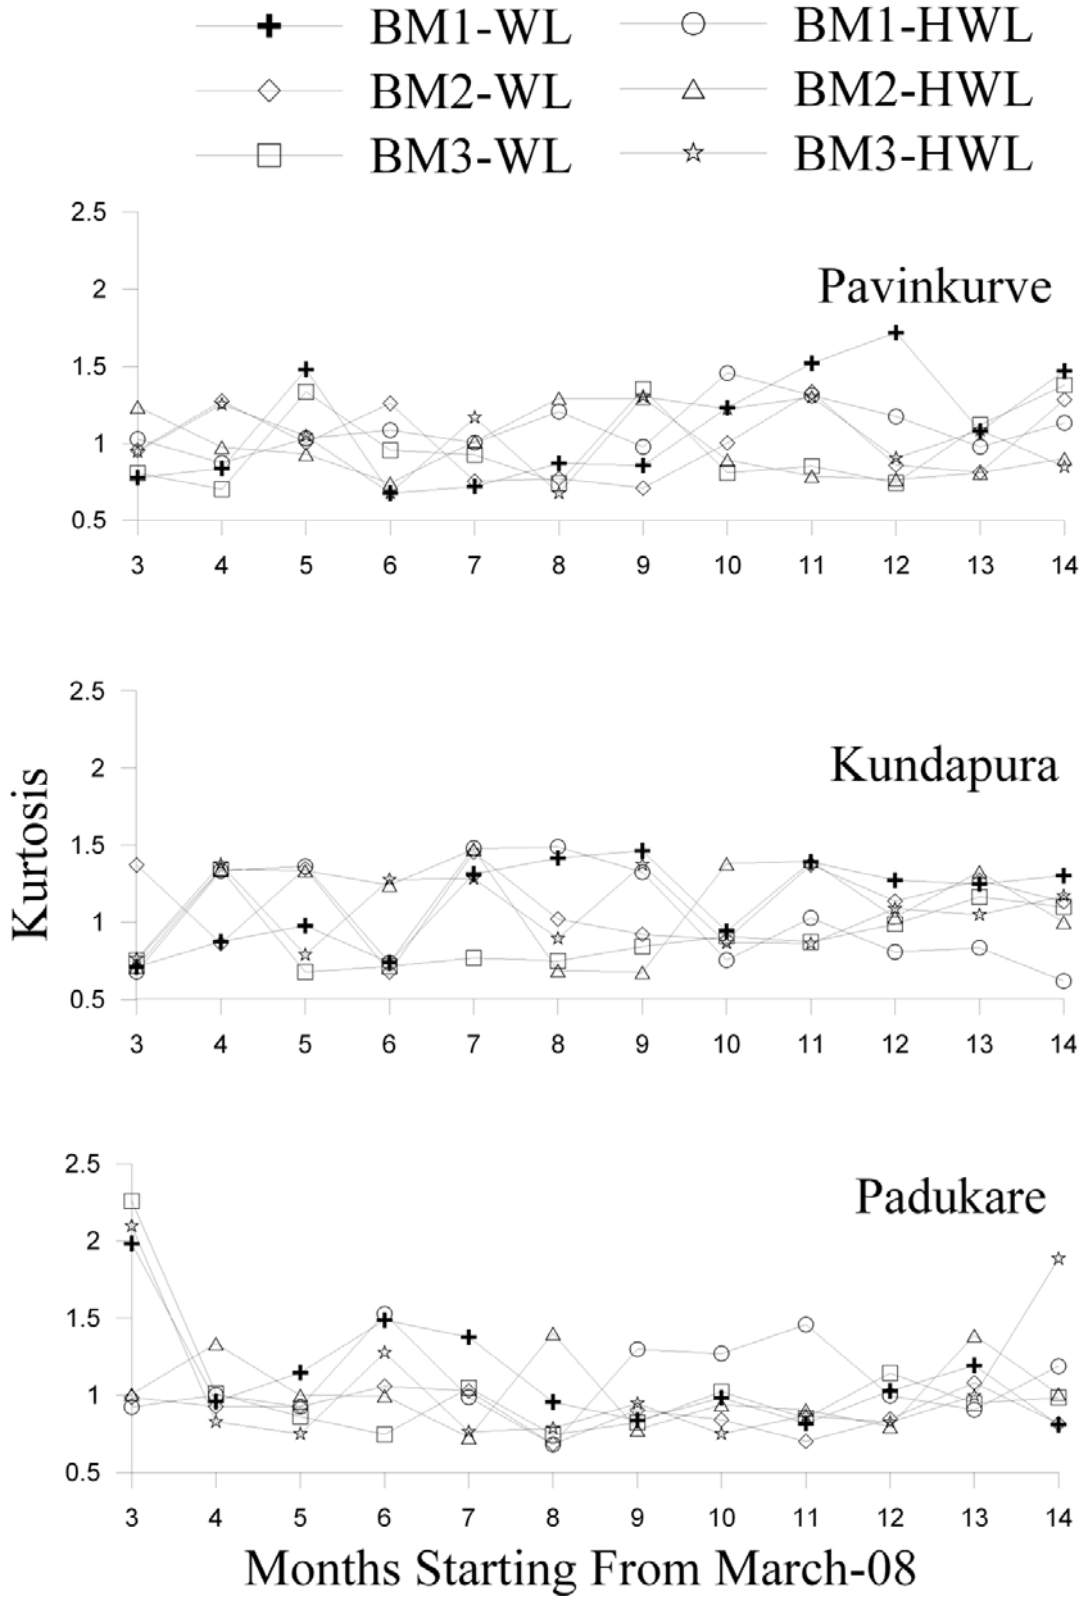 BM1-WL BM1-HWL
BM2-WL BM2-HWL
BM3-WL BM3-HWL
2.5
Pavinkurve
2
1.5
1
0.5
3 4 5 6 7 8 9 10 11 12 13 14
2.5
Kundapura
2
1.5
1
0.5
3 4 5 6 7 8 9 10 11 12 13 14
Kurtosis
2.5
Padukare
2
1.5
1
0.5
3 4 5 6 7 8 9 10 11 12 13 14
Months Starting From March-08